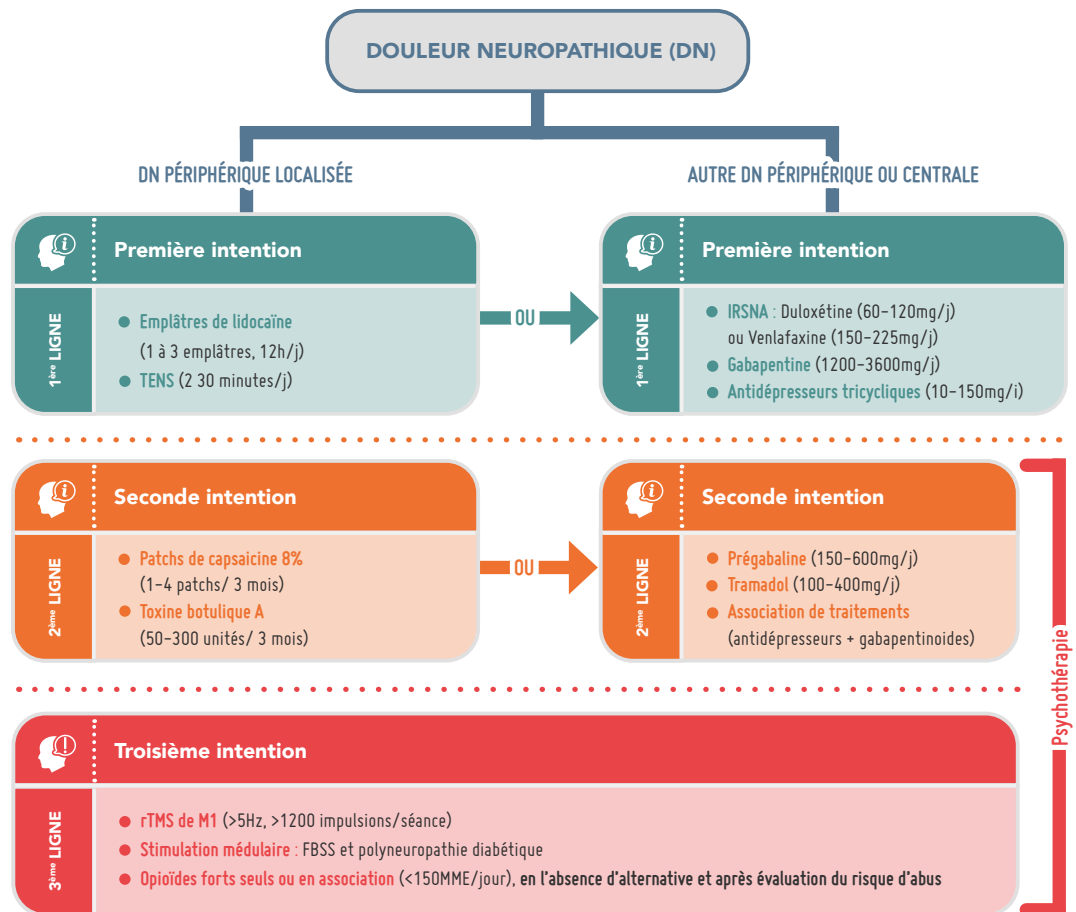 DOULEUR NEUROPATHIQUE (DN)
DN PÉRIPHÉRIQUE LOCALISÉE
AUTRE DN PÉRIPHÉRIQUE OU CENTRALE
Première intention
1ère LIGNE
Emplâtres de lidocaïne
(1 à 3 emplâtres, 12h/j)
TENS (2 30 minutes/j)
OU
Première intention
1ère LIGNE
IRSNA : Duloxétine (60-120mg/j)
ou Venlafaxine (150-225mg/j)
Gabapentine (1200-3600mg/j)
Antidépresseurs tricycliques (10-150mg/i)
Seconde intention
2ème LIGNE
Patchs de capsaicine 8%
(1-4 patchs/ 3 mois)
Toxine botulique A
(50-300 unités/ 3 mois)
OU
Seconde intention
2ème LIGNE
Prégabaline (150-600mg/j)
Tramadol (100-400mg/j)
Association de traitements
(antidépresseurs + gabapentinoides)
Psychothérapie
Troisième intention
3ème LIGNE
rTMS de M1 (>5Hz, >1200 impulsions/séance)
Stimulation médulaire : FBSS et polyneuropathie diabétique
Opioïdes forts seuls ou en association (<150MME/jour), en l'absence d'alternative et après évaluation du risque d'abus